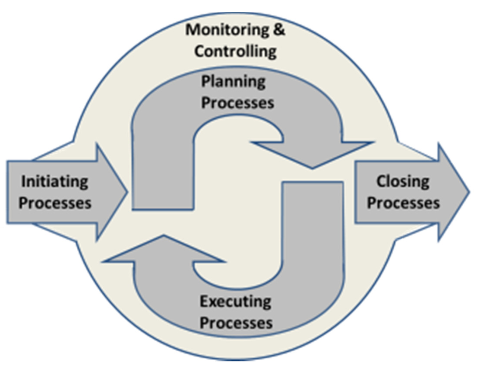 Monitoring &
Controlling
Planning
Processes
Initiating
Processes
Closing
Processes
Executing
Processes